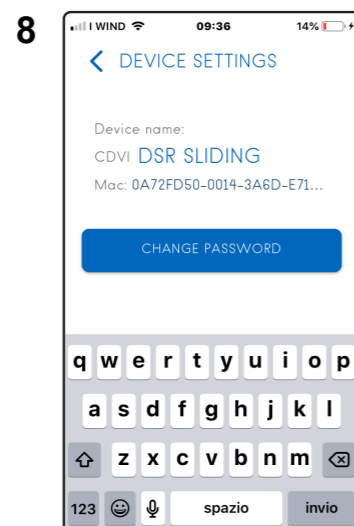 8
I WIND 09:36 14%
DEVICE SETTINGS
Device name:
CDVI DSR SLIDING
Mac: 0A72FD50-0014-3A6D-E71...
CHANGE PASSWORD
q w e r t y u i o p
a s d f g h j k l
z x c v b n m
123 spazio invio